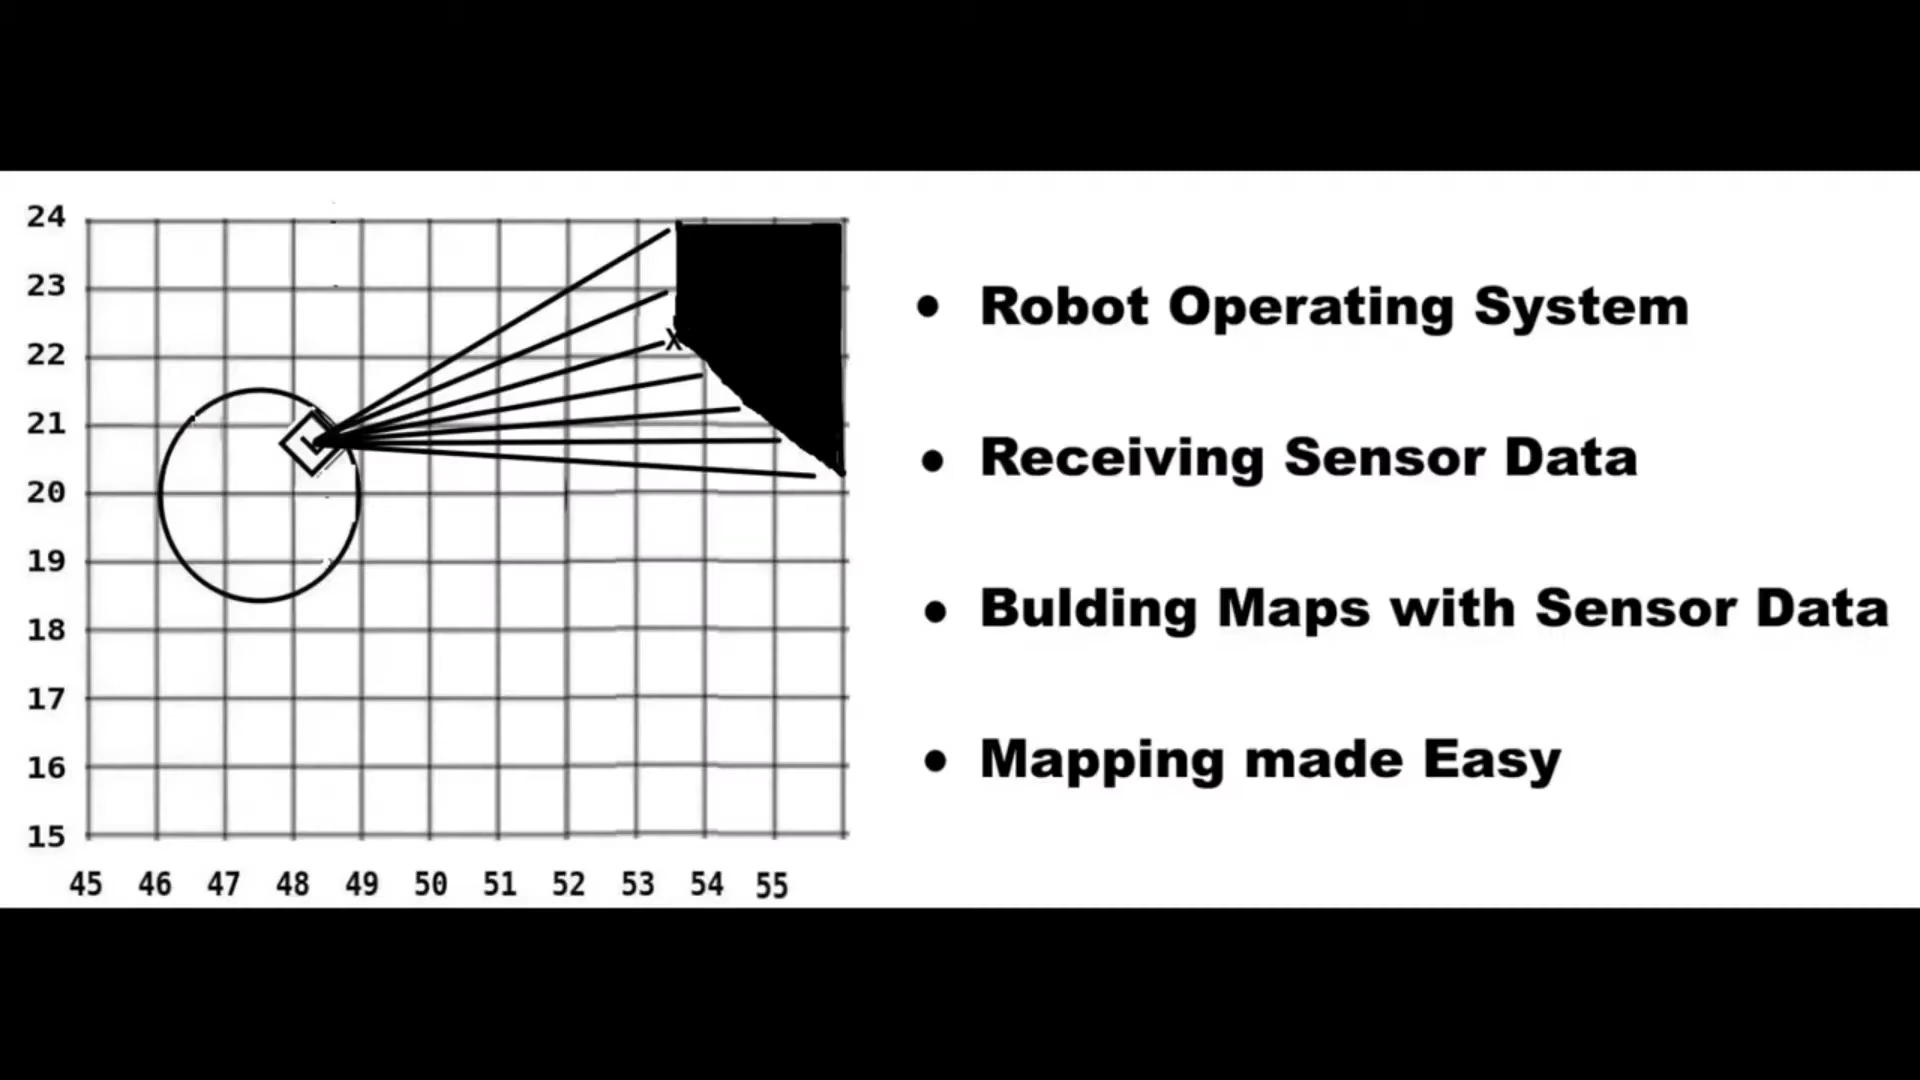 24
23
22
X
21
20
19
18
17
16
15
45 46 47 48 49 50 51 52 53 54 55
• Robot Operating System
• Receiving Sensor Data
• Bulding Maps with Sensor Data
• Mapping made Easy